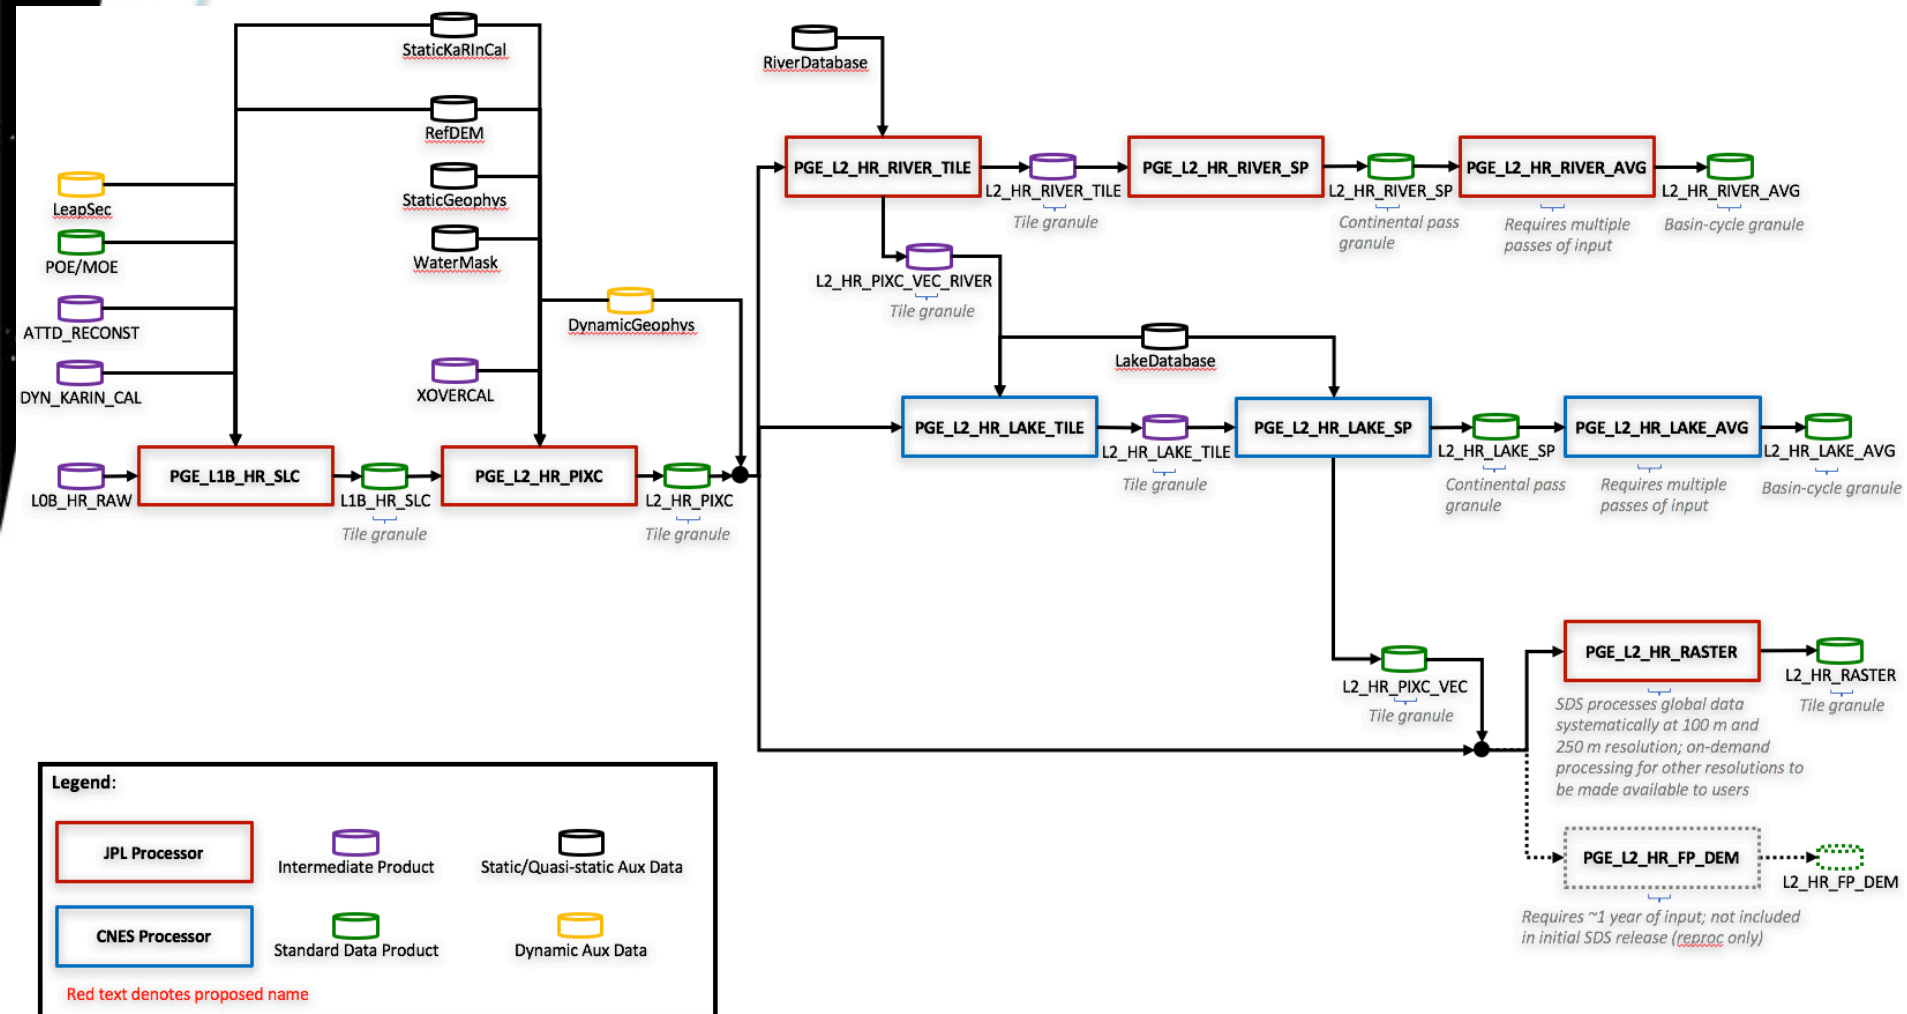 StaticKaRInCal
RiverDatabase
RefDEM
PGE_L2_HR_RIVER_TILE
L2_HR_RIVER_TILE
Tile granule
PGE_L2_HR_RIVER_SP
L2_HR_RIVER_SP
Continental pass
granule
PGE_L2_HR_RIVER_AVG
Requires multiple
passes of input
L2_HR_RIVER_AVG
Basin-cycle granule
LeapSec
StaticGeophys
POE/MOE
WaterMask
L2_HR_PIXC_VEC_RIVER
Tile granule
ATTD_RECONST
DynamicGeophys
LakeDatabase
DYN_KARIN_CAL
XOVERCAL
PGE_L2_HR_LAKE_TILE
L2_HR_LAKE_TILE
Tile granule
PGE_L2_HR_LAKE_SP
L2_HR_LAKE_SP
Continental pass
granule
PGE_L2_HR_LAKE_AVG
Requires multiple
passes of input
L2_HR_LAKE_AVG
Basin-cycle granule
L0B_HR_RAW
PGE_L1B_HR_SLC
L1B_HR_SLC
Tile granule
PGE_L2_HR_PIXC
L2_HR_PIXC
Tile granule
L2_HR_PIXC_VEC
Tile granule
PGE_L2_HR_RASTER
SDS processes global data
systematically at 100 m and
250 m resolution; on-demand
processing for other resolutions to
be made available to users
L2_HR_RASTER
Tile granule
PGE_L2_HR_FP_DEM
L2_HR_FP_DEM
Requires ~1 year of input; not included
in initial SDS release (reproc only)
Legend:
JPL Processor
Intermediate Product
Static/Quasi-static Aux Data
CNES Processor
Standard Data Product
Dynamic Aux Data
Red text denotes proposed name